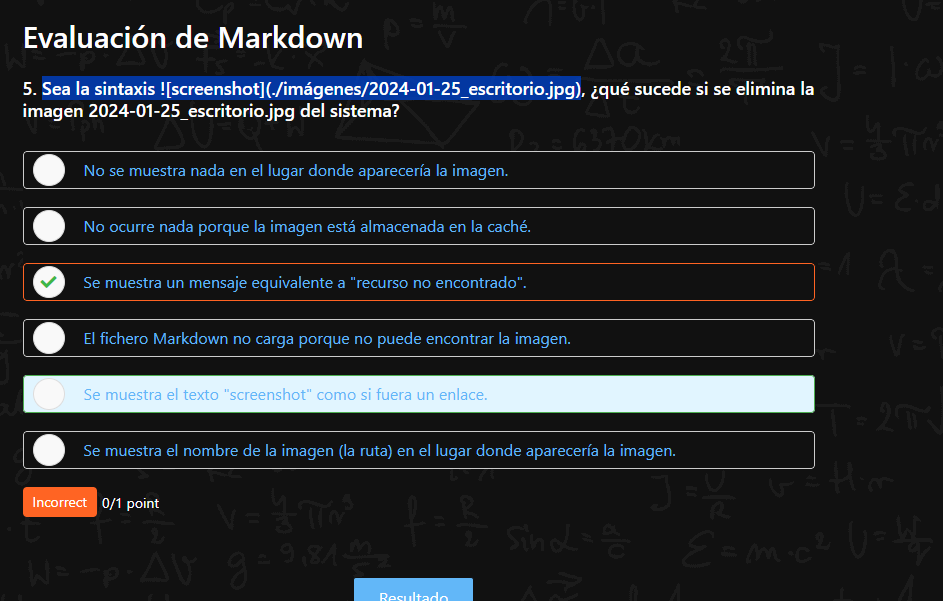 Evaluación de Markdown
5. Sea la sintaxis ![screenshot](./imágenes/2024-01-25_escritorio.jpg), ¿qué sucede si se elimina la
imagen 2024-01-25_escritorio.jpg del sistema?
No se muestra nada en el lugar donde aparecería la imagen.
No ocurre nada porque la imagen está almacenada en la caché.
Se muestra un mensaje equivalente a "recurso no encontrado".
El fichero Markdown no carga porque no puede encontrar la imagen.
Se muestra el texto "screenshot" como si fuera un enlace.
Se muestra el nombre de la imagen (la ruta) en el lugar donde aparecería la imagen.
Incorrect 0/1 point
Resultado